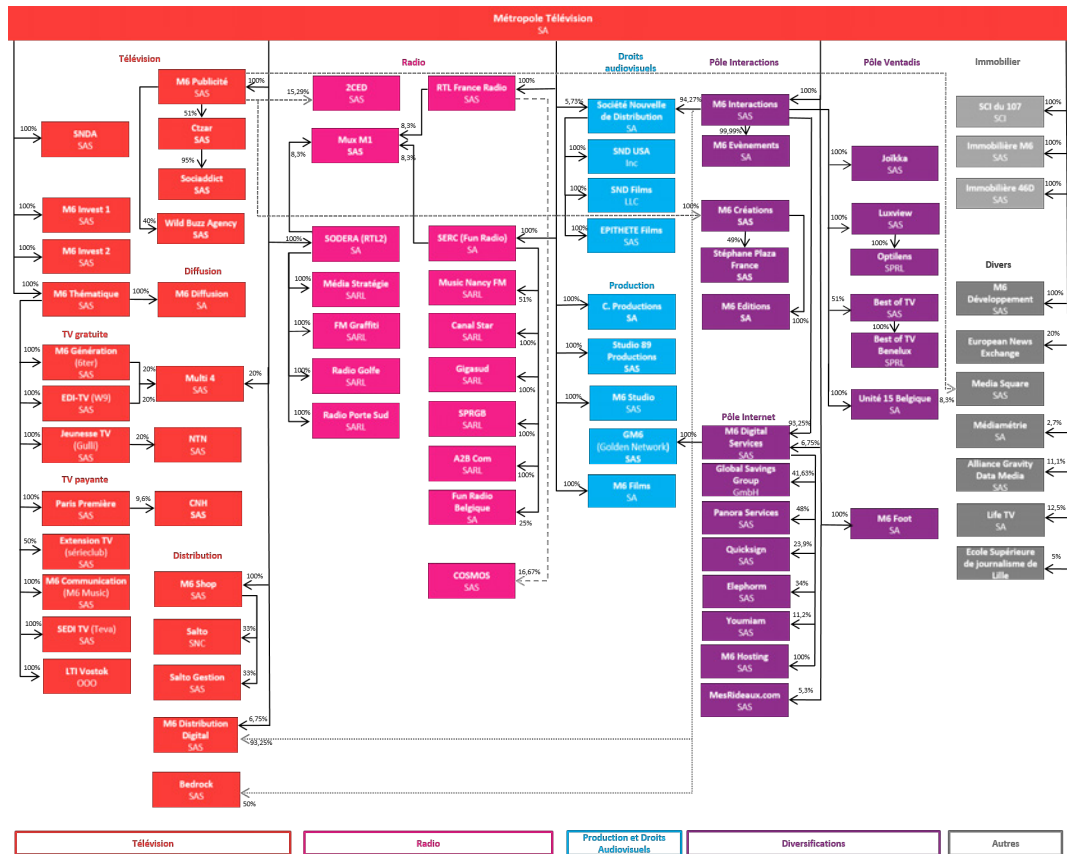 Métropole Télévision
SA
Télévision
M6 Publicité
SAS
100%
51%
Ctzar
SAS
95%
Sociaddict
SAS
40%
Wild Buzz Agency
SAS
100%
SNDA
SAS
100%
M6 Invest 1
SAS
100%
M6 Invest 2
SAS
100%
M6 Thématique
SAS
100%
Diffusion
M6 Diffusion
SA
TV gratuite
100%
M6 Génération
(6ter)
SAS
20%
100%
EDI-TV (W9)
SAS
20%
Multi 4
SAS
20%
100%
Jeunesse TV
(Gulli)
SAS
20%
NTN
SAS
TV payante
100%
Paris Première
SAS
9,6%
CNH
SAS
50%
Extension TV
(sérieclub)
SAS
100%
M6 Communication
(M6 Music)
SAS
100%
SEDI TV (Teva)
SAS
100%
LTI Vostok
OOO
Distribution
M6 Shop
SAS
100%
Salto
SNC
33%
Salto Gestion
SAS
33%
M6 Distribution
Digital
SAS
6,75%
93,25%
Bedrock
SAS
50%
Radio
15,29%
2CED
SAS
RTL France Radio
SAS
100%
8,3%
Mux M1
SAS
8,3%
8,3%
100%
SODERA (RTL2)
SA
SERC (Fun Radio)
SA
100%
100%
Média Stratégie
SARL
Music Nancy FM
SARL
51%
100%
FM Graffiti
SARL
Canal Star
SARL
100%
100%
Radio Golfe
SARL
Gigasud
SARL
100%
100%
Radio Porte Sud
SARL
SPRGB
SARL
100%
A2B Com
SARL
100%
Fun Radio
Belgique
SA
25%
COSMOS
SAS
16,67%
Droits
audiovisuels
5,73%
Société Nouvelle
de Distribution
SA
94,27%
100%
SND USA
Inc
100%
SND Films
LLC
100%
EPITHETE Films
SAS
Production
100%
C. Productions
SA
100%
Studio 89
Productions
SAS
100%
M6 Studio
SAS
GM6
(Golden Network)
SAS
100%
100%
M6 Films
SA
Pôle Interactions
M6 Interactions
SAS
100%
99,99%
M6 Evènements
SA
100%
M6 Créations
SAS
49%
Stéphane Plaza
France
SAS
M6 Editions
SA
100%
Pôle Internet
93,25%
M6 Digital
Services
SAS
6,75%
Global Savings
Group
GmbH
41,63%
Panora Services
SAS
48%
Quicksign
SAS
23,9%
Elephorm
SAS
34%
Youmiam
SAS
11,2%
M6 Hosting
SAS
100%
MesRideaux.com
SAS
5,3%
Pôle Ventadis
100%
Joïkka
SAS
100%
Luxview
SAS
100%
Optilens
SPRL
51%
Best of TV
SAS
100%
Best of TV
Benelux
SPRL
100%
Unité 15 Belgique
SA
100%
M6 Foot
SA
Immobilier
SCI du 107
SCI
100%
Immobilière M6
SAS
100%
Immobilière 46D
SAS
100%
Divers
M6
Développement
SAS
100%
European News
Exchange
20%
Media Square
SAS
8,3%
Médiamétrie
SA
2,7%
Alliance Gravity
Data Media
SAS
11,1%
Life TV
SA
12,5%
Ecole Supérieure
de journalisme de
Lille
5%
Télévision
Radio
Production et Droits
Audiovisuels
Diversifications
Autres